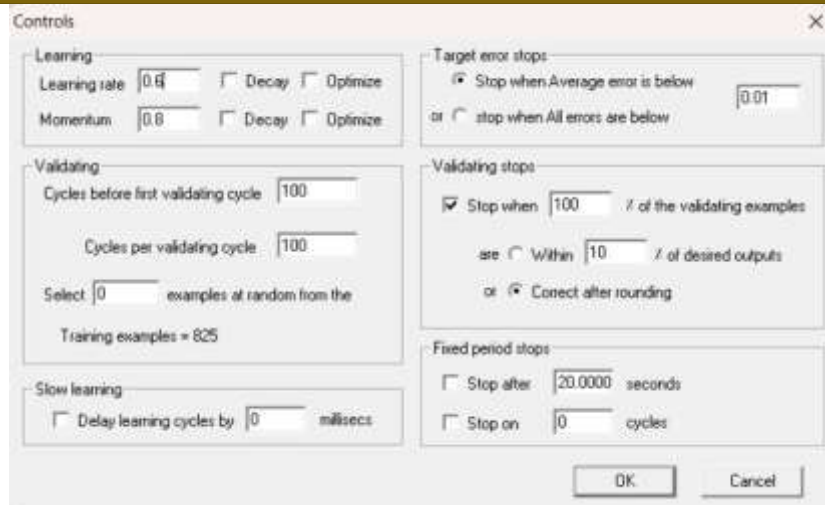 Controls
Learning
Learning rate 0.6 Decay Optimize
Momentum 0.8 Decay Optimize
Validating
Cycles before first validating cycle 100
Cycles per validating cycle 100
Select 0 examples at random from the
Training examples = 825
Slow learning
Delay learning cycles by 0 millisecs
Target error stops
Stop when Average error is below
0.01
or stop when All errors are below
Validating stops
Stop when 100 % of the validating examples
are Within 10 % of desired outputs
or Correct after rounding
Fixed period stops
Stop after 20.0000 seconds
Stop on 0 cycles
OK Cancel